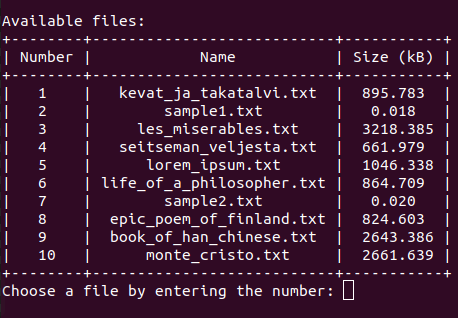 Available files:
+--------+---------------------------+-----------+
| Number |            Name           | Size (kB) |
+--------+---------------------------+-----------+
|   1    |   kevat_ja_takatalvi.txt  |  895.783  |
|   2    |        sample1.txt        |   0.018   |
|   3    |     les_miserables.txt    |  3218.385 |
|   4    |   seitseman_veljesta.txt  |  661.979  |
|   5    |      lorem_ipsum.txt      |  1046.338 |
|   6    | life_of_a_philosopher.txt |  864.709  |
|   7    |        sample2.txt        |   0.020   |
|   8    |  epic_poem_of_finland.txt |  824.603  |
|   9    |  book_of_han_chinese.txt  |  2643.386 |
|   10   |      monte_cristo.txt     |  2661.639 |
+--------+---------------------------+-----------+
Choose a file by entering the number: